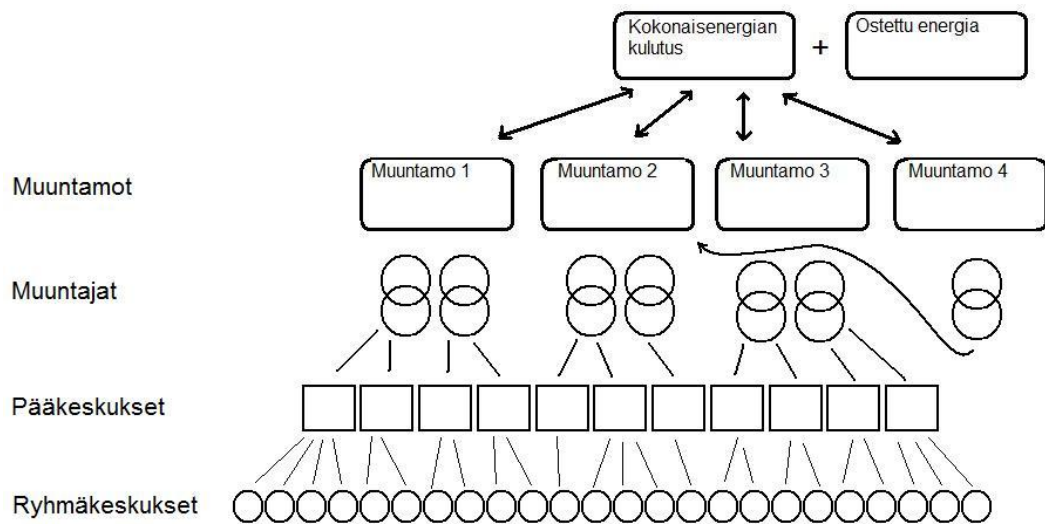 Kokonaisenergian
kulutus
+
Ostettu energia
Muuntamot
Muuntamo 1
Muuntamo 2
Muuntamo 3
Muuntamo 4
Muuntajat
Pääkeskukset
Ryhmäkeskukset